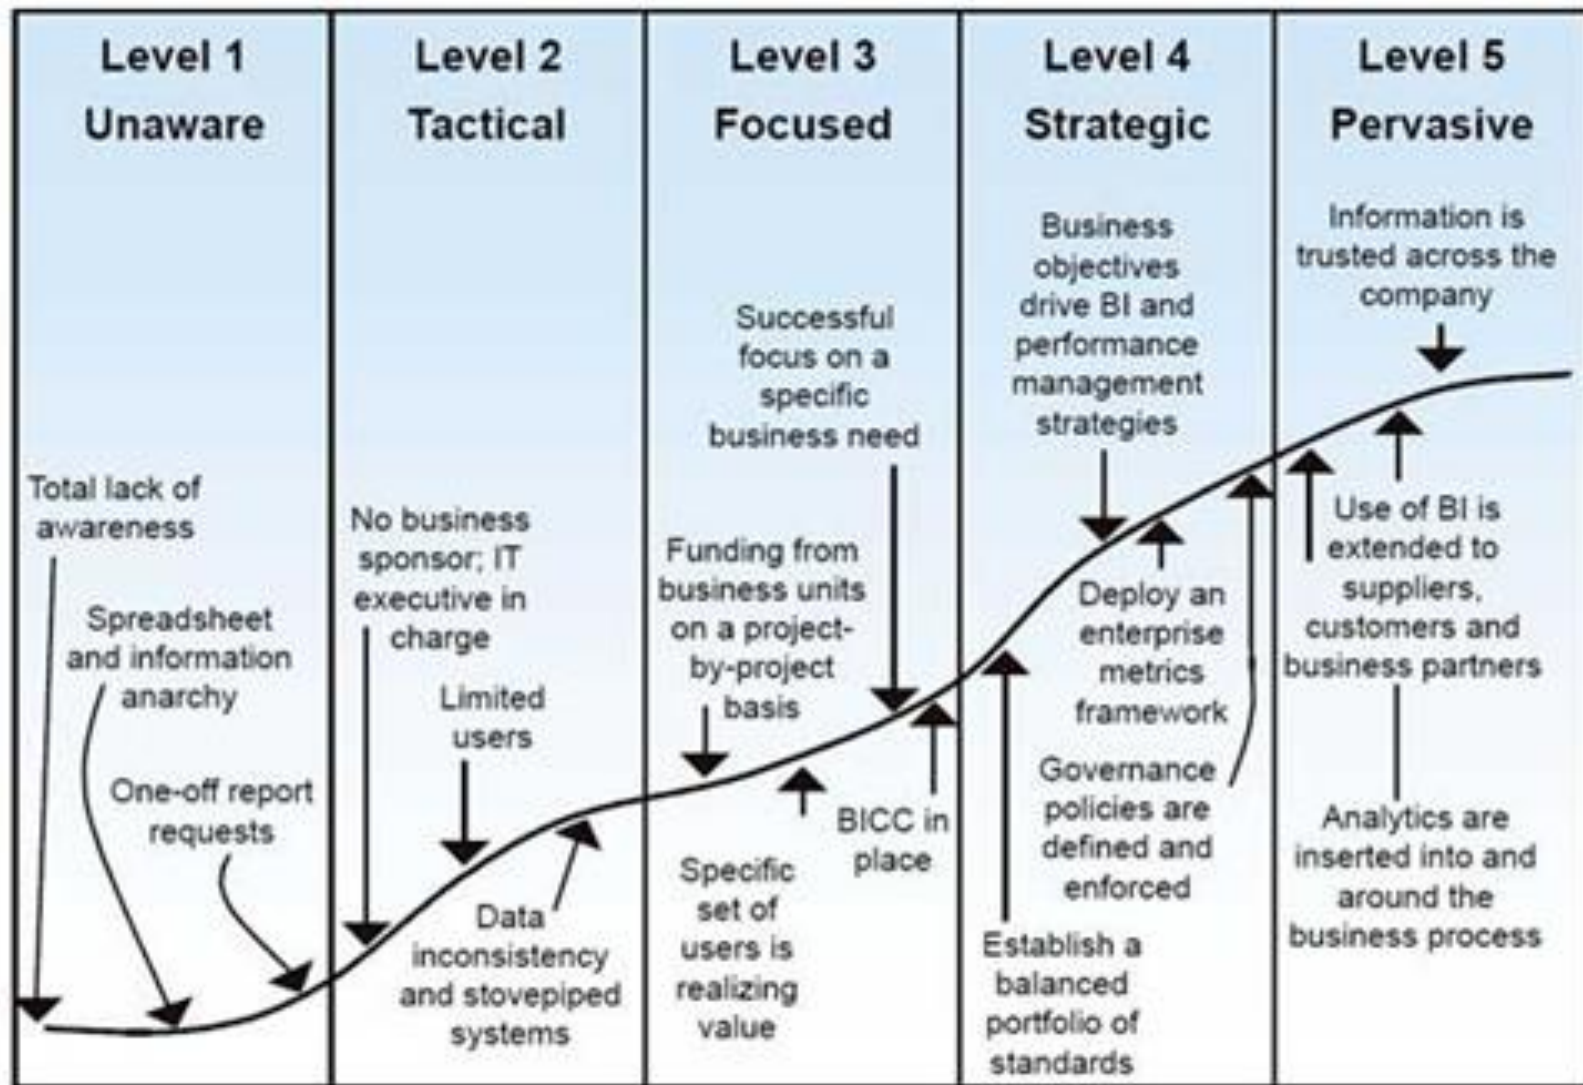 Level 1
Unaware
Total lack of
awareness
Spreadsheet
and information
anarchy
One-off report
requests
Level 2
Tactical
No business
sponsor; IT
executive in
charge
Limited
users
Data
inconsistency
and stovepiped
systems
Level 3
Focused
Successful
focus on a
specific
business need
Funding from
business units
on a project-
by-project
basis
BICC in
place
Specific
set of
users is
realizing
value
Level 4
Strategic
Business
objectives
drive BI and
performance
management
strategies
Deploy an
enterprise
metrics
framework
Governance
policies are
defined and
enforced
Establish a
balanced
portfolio of
standards
Level 5
Pervasive
Information is
trusted across the
company
Use of BI is
extended to
suppliers,
customers and
business partners
Analytics are
inserted into and
around the
business process